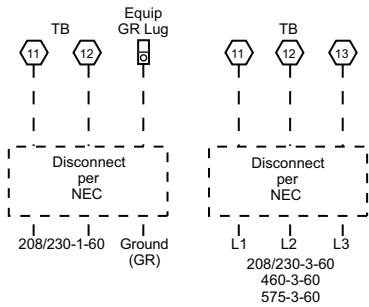 Equip
TB GR Lug
11 12
Disconnect
per
NEC
208/230-1-60 Ground
(GR)
TB
11 12 13
Disconnect
per
NEC
L1 L2 L3
208/230-3-60
460-3-60
575-3-60